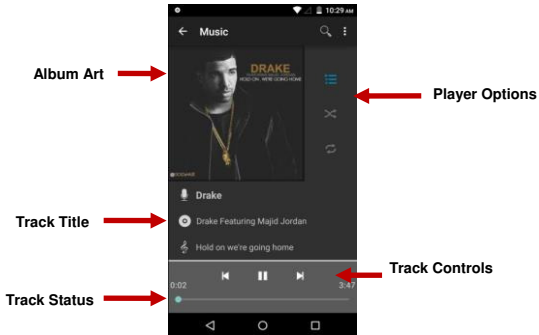 10:29 AM
Music
Album Art
DRAKE
HOLD ON WE'RE GOING HOME
Player Options
Drake
Track Title
Drake Featuring Majid Jordan
Hold on we're going home
Track Controls
0:02
3:47
Track Status